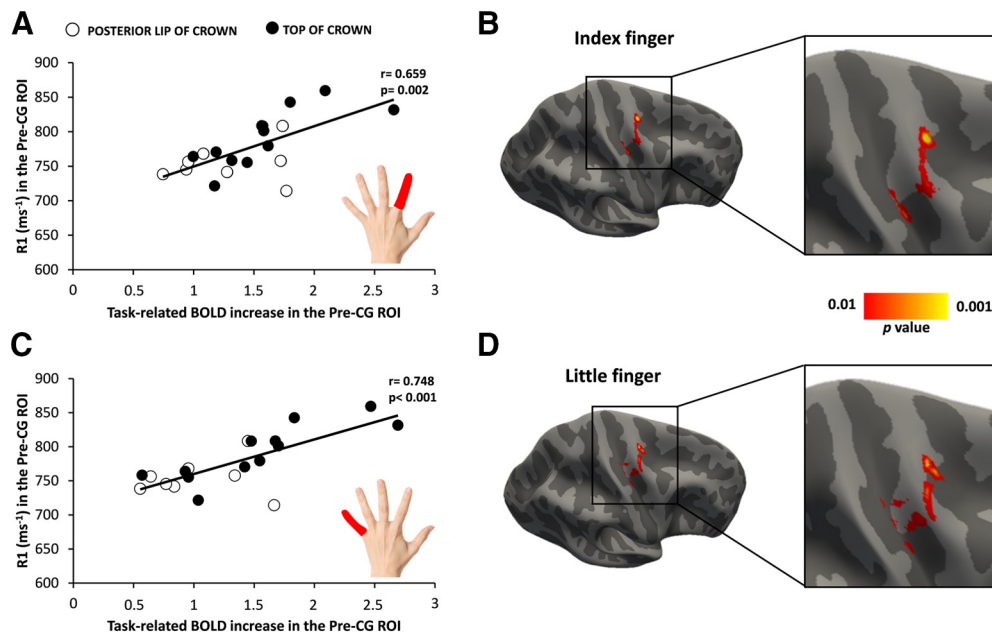 A
POSTERIOR LIP OF CROWN
TOP OF CROWN
R1 (ms-1) in the Pre-CG ROI
900
850
800
750
700
650
600
r= 0.659
p= 0.002
0
0.5
1
1.5
2
2.5
3
Task-related BOLD increase in the Pre-CG ROI
B
Index finger
0.01
0.001
p value
C
R1 (ms-1) in the Pre-CG ROI
900
850
800
750
700
650
600
r= 0.748
p< 0.001
0
0.5
1
1.5
2
2.5
3
Task-related BOLD increase in the Pre-CG ROI
D
Little finger